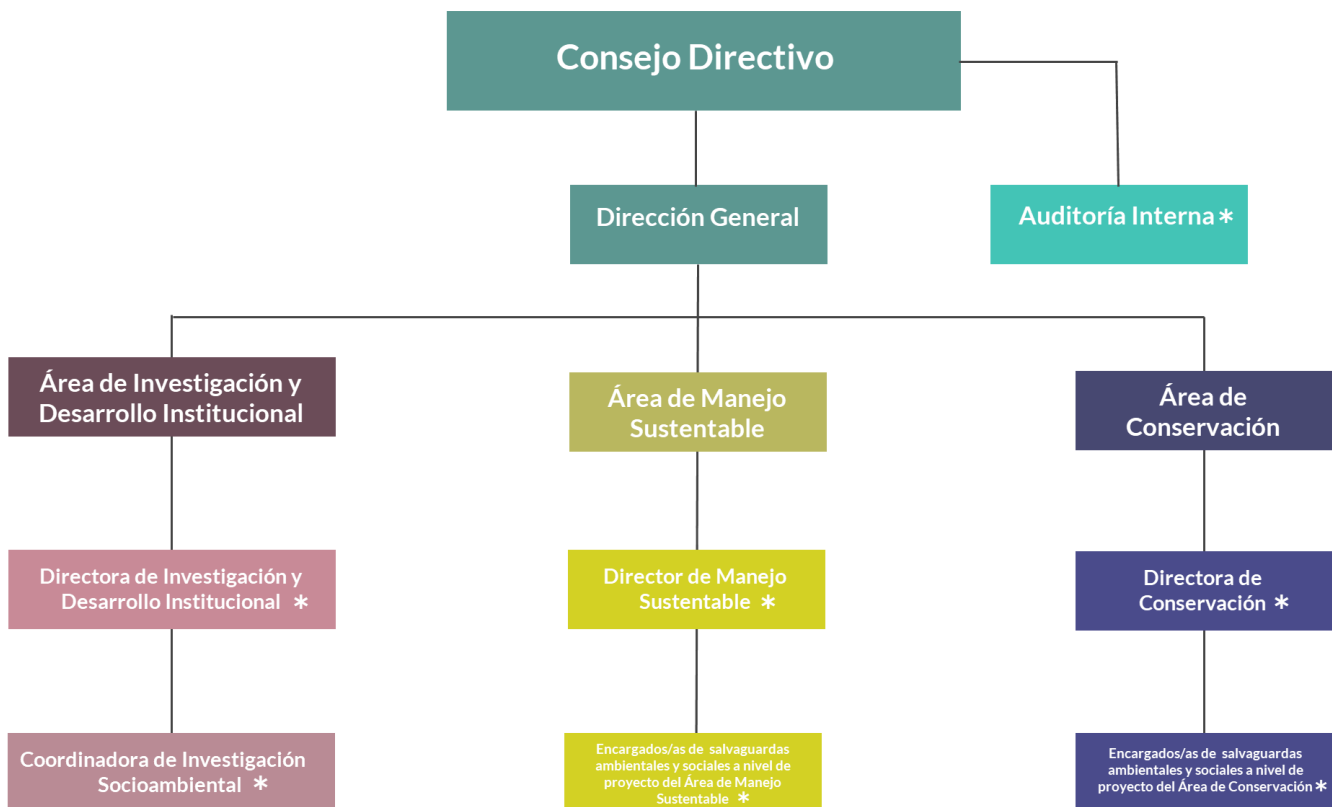 Consejo Directivo
Dirección General
Auditoría Interna *
Área de Investigación y
Desarrollo Institucional
Área de Manejo
Sustentable
Área de
Conservación
Directora de Investigación y
Desarrollo Institucional *
Director de Manejo
Sustentable *
Directora de
Conservación *
Coordinadora de Investigación
Socioambiental *
Encargados/as de salvaguardas
ambientales y sociales a nivel de
proyecto del Área de Manejo
Sustentable *
Encargados/as de salvaguardas
ambientales y sociales a nivel de
proyecto del Área de Conservación *